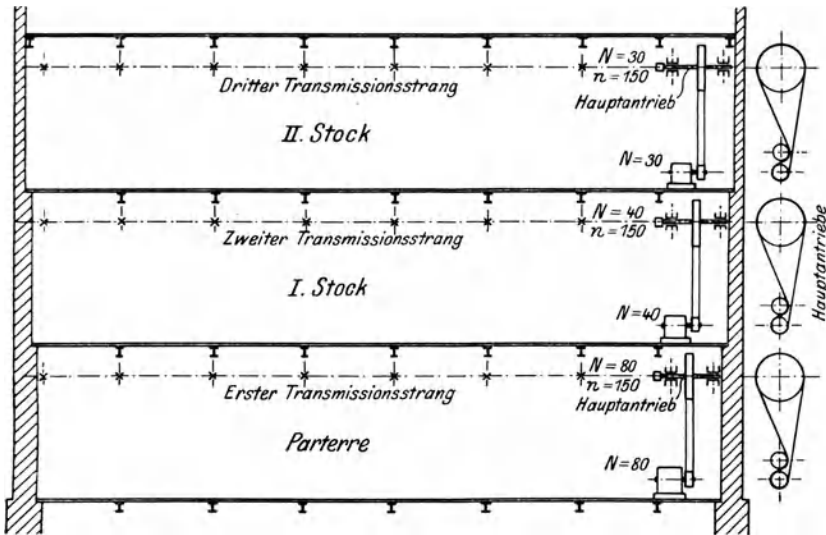 N=30
n=150
Dritter Transmissionsstrang
Hauptantrieb
II. Stock
N=30
N=40
n=150
Zweiter Transmissionsstrang
I. Stock
N=40
N=80
n=150
Erster Transmissionsstrang
Hauptantrieb
Parterre
N=80
Hauptantriebe